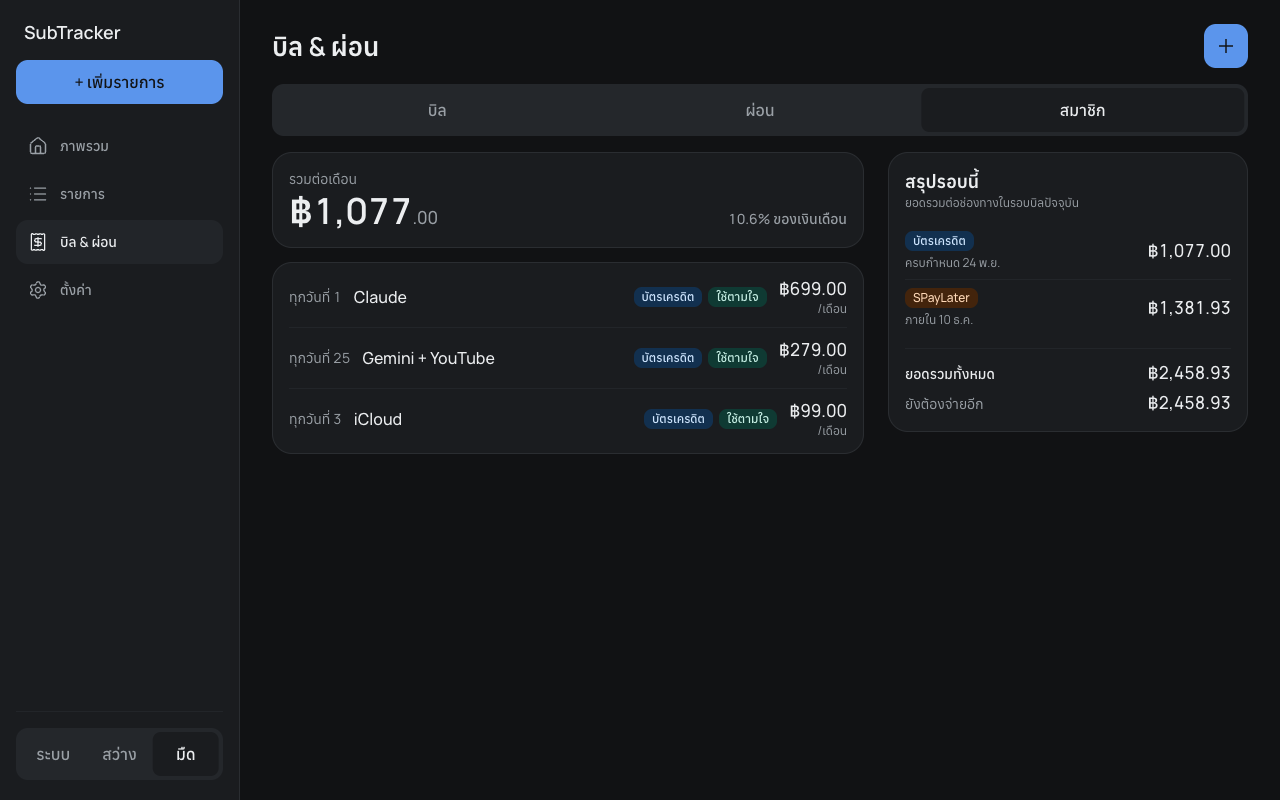 SubTracker
+ เพิ่มรายการ
ภาพรวม
รายการ
บิล & ผ่อน
ตั้งค่า
ระบบ สว่าง มืด
บิล & ผ่อน
บิล ผ่อน สมาชิก
รวมต่อเดือน
฿1,077.00
10.6% ของเงินเดือน
ทุกวันที่ 1 Claude บัตรเครดิต ใช้ตามใจ ฿699.00
/เดือน
ทุกวันที่ 25 Gemini + YouTube บัตรเครดิต ใช้ตามใจ ฿279.00
/เดือน
ทุกวันที่ 3 iCloud บัตรเครดิต ใช้ตามใจ ฿99.00
/เดือน
สรุปรอบนี้
ยอดรวมต่อช่องทางในรอบบิลปัจจุบัน
บัตรเครดิต ฿1,077.00
ครบกำหนด 24 พ.ย.
SPayLater ฿1,381.93
ภายใน 10 ธ.ค.
ยอดรวมทั้งหมด ฿2,458.93
ยังต้องจ่ายอีก ฿2,458.93